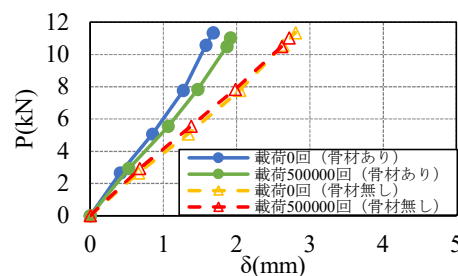 12
10
8
6
4
2
0
P(kN)
載荷0回（骨材あり）
載荷500000回（骨材あり）
載荷0回（骨材無し）
載荷500000回（骨材無し）
0 1 2 3 4 5
δ(mm)